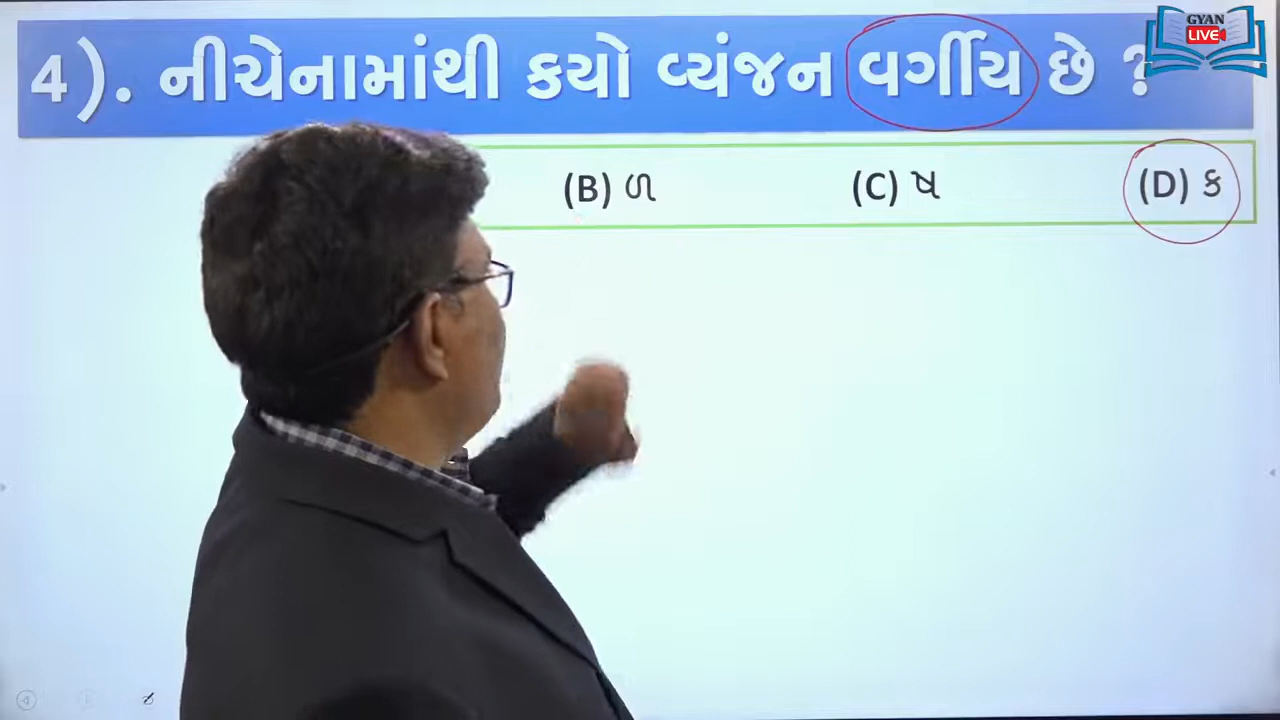 4). નીચેનામાંથી કયો વ્યંજન વર્ગીય છે ?
GYAN
LIVE
(B) ળ (C) ષ (D) ક